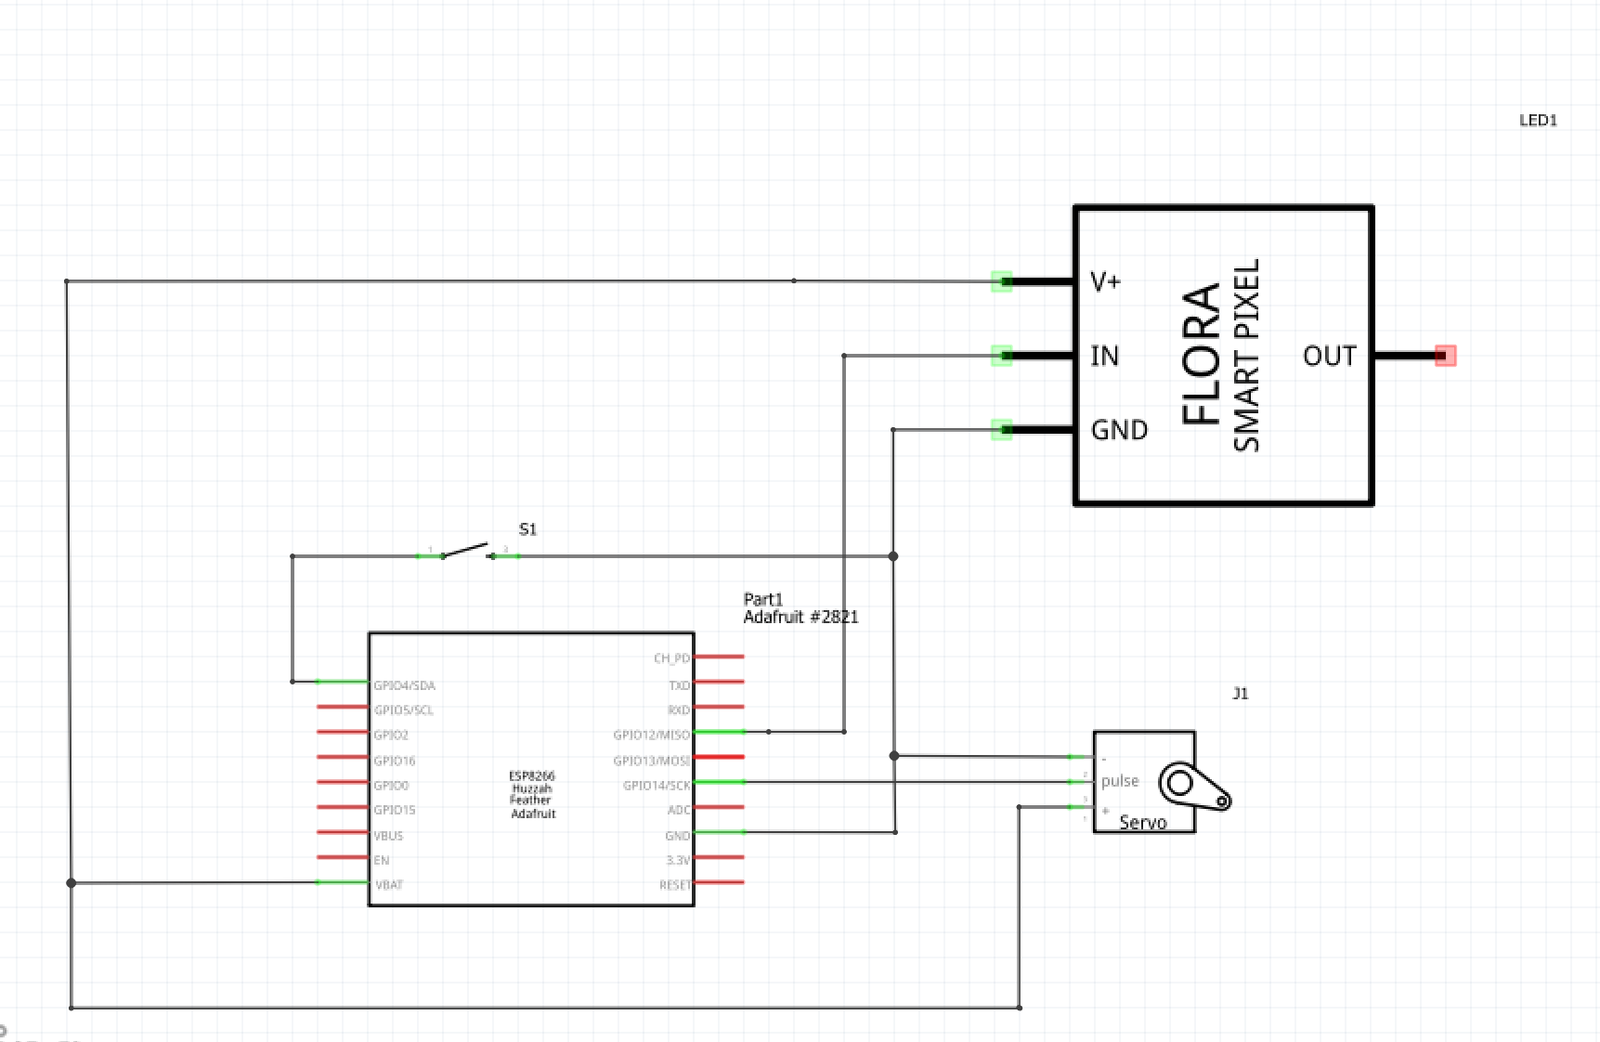 LED1
V+
IN
GND
FLORA
SMART PIXEL
OUT
S1
1
Part1
Adafruit #2821
CH_PD
GPIO4/SDA
TXD
GPIO5/SCL
RXD
GPIO2
GPIO12/MISO
GPIO16
GPIO13/MOSI
GPIO0
GPIO14/SCK
GPIO15
ADC
VBUS
GND
EN
3.3V
VBAT
RESET
ESP8266
Huzzah
Feather
Adafruit
J1
-
pulse
+
Servo